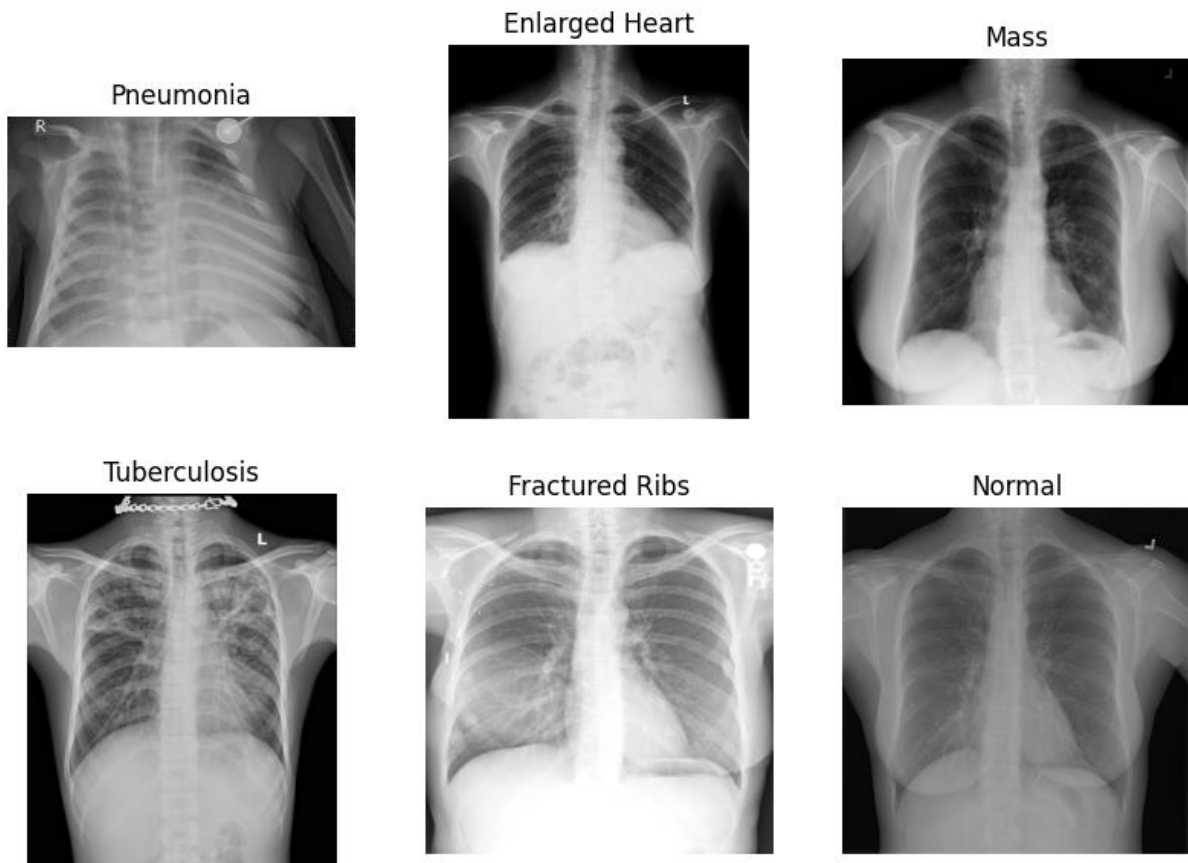 Pneumonia
Enlarged Heart
Mass
R
L
Tuberculosis
Fractured Ribs
Normal
L